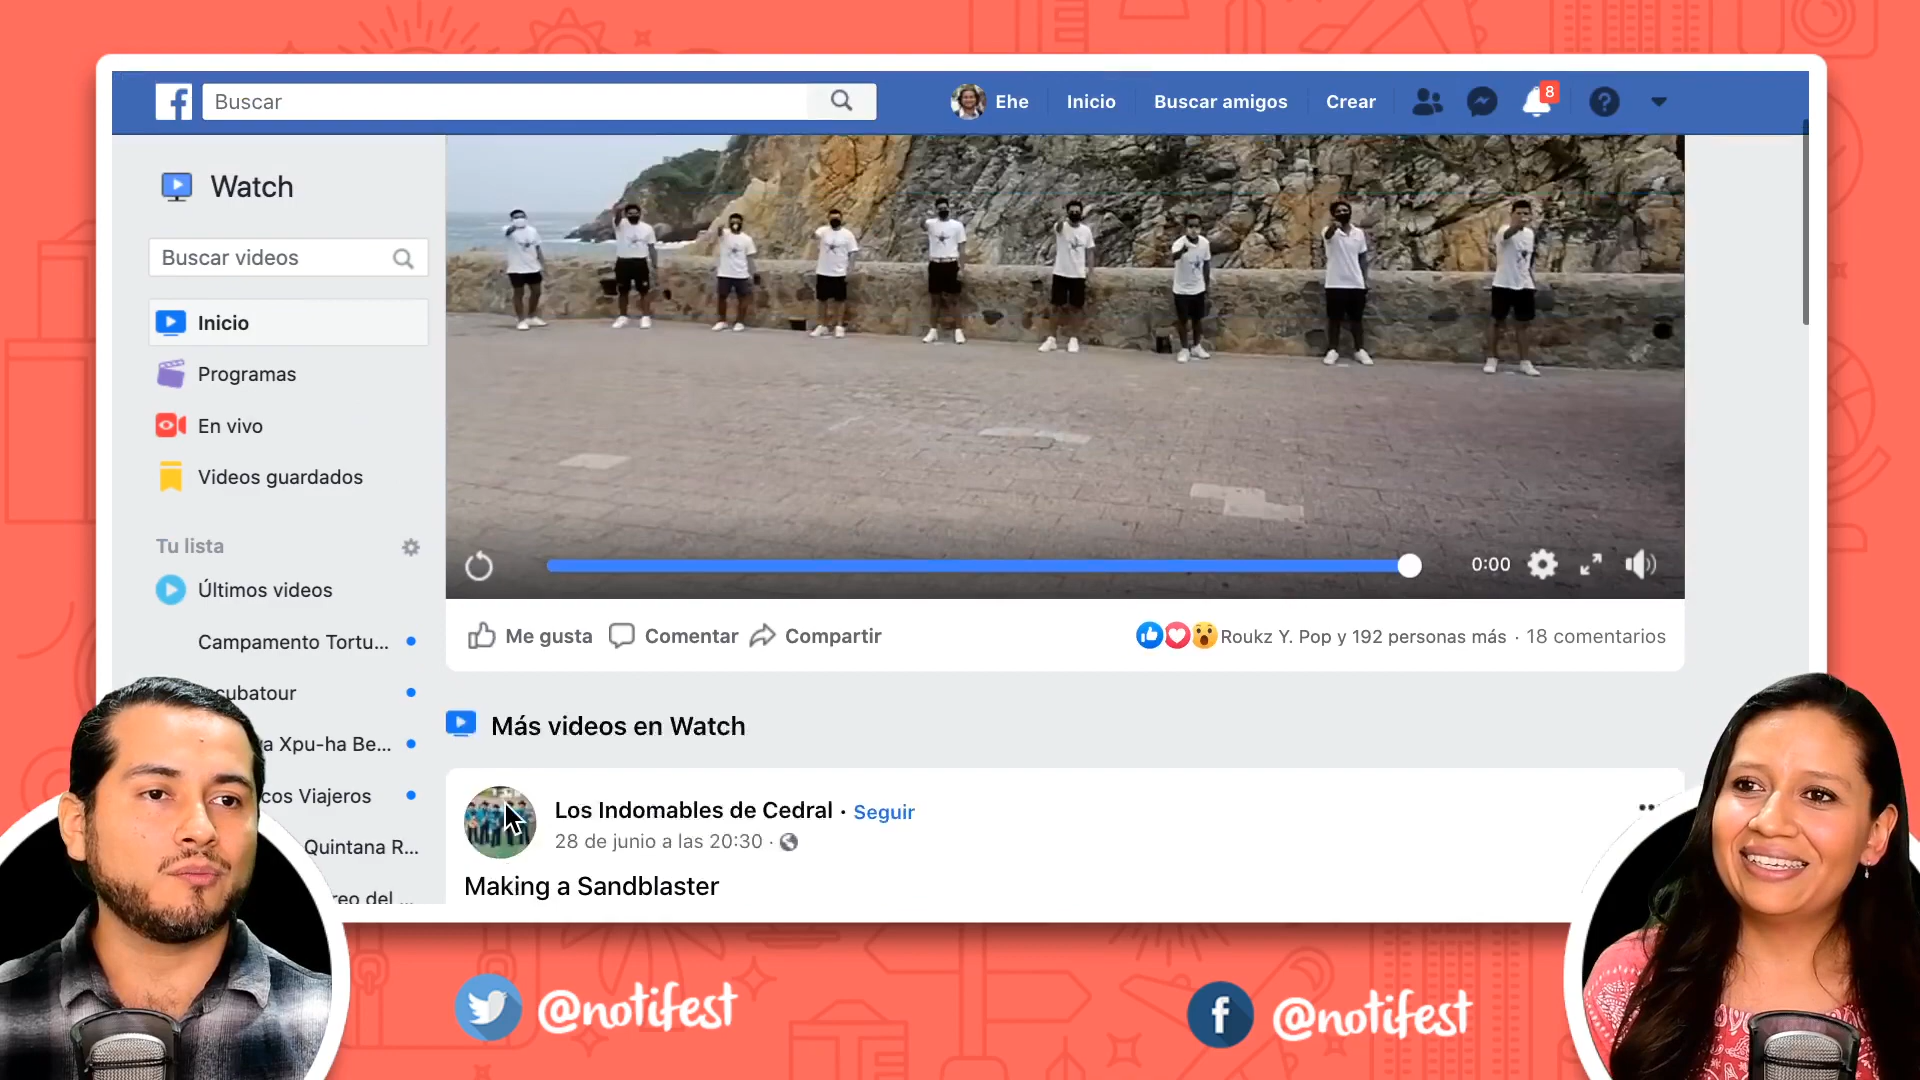 Buscar
Ehe
Inicio
Buscar amigos
Crear
8
Watch
Buscar videos
Inicio
Programas
En vivo
Videos guardados
Tu lista
Últimos videos
Campamento Tortu...
cubatour
a Xpu-ha Be...
cos Viajeros
Quintana R...
reo del ...
0:00
Me gusta
Comentar
Compartir
Roukz Y. Pop y 192 personas más · 18 comentarios
Más videos en Watch
Los Indomables de Cedral · Seguir
28 de junio a las 20:30 ·
Making a Sandblaster
@notifest
@notifest